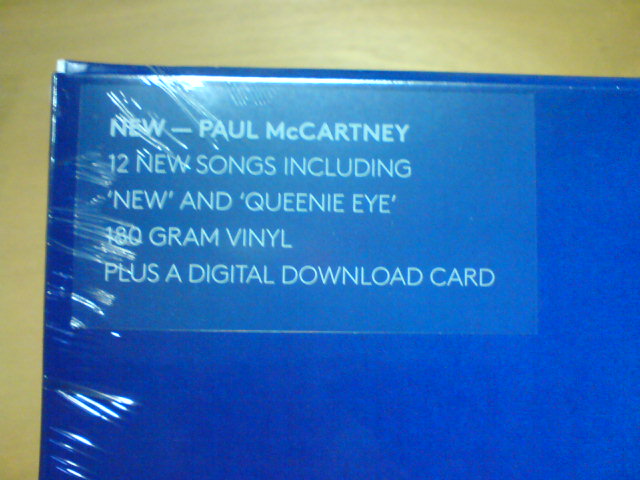 NEW — PAUL McCARTNEY
12 NEW SONGS INCLUDING
'NEW' AND 'QUEENIE EYE'
180 GRAM VINYL
PLUS A DIGITAL DOWNLOAD CARD